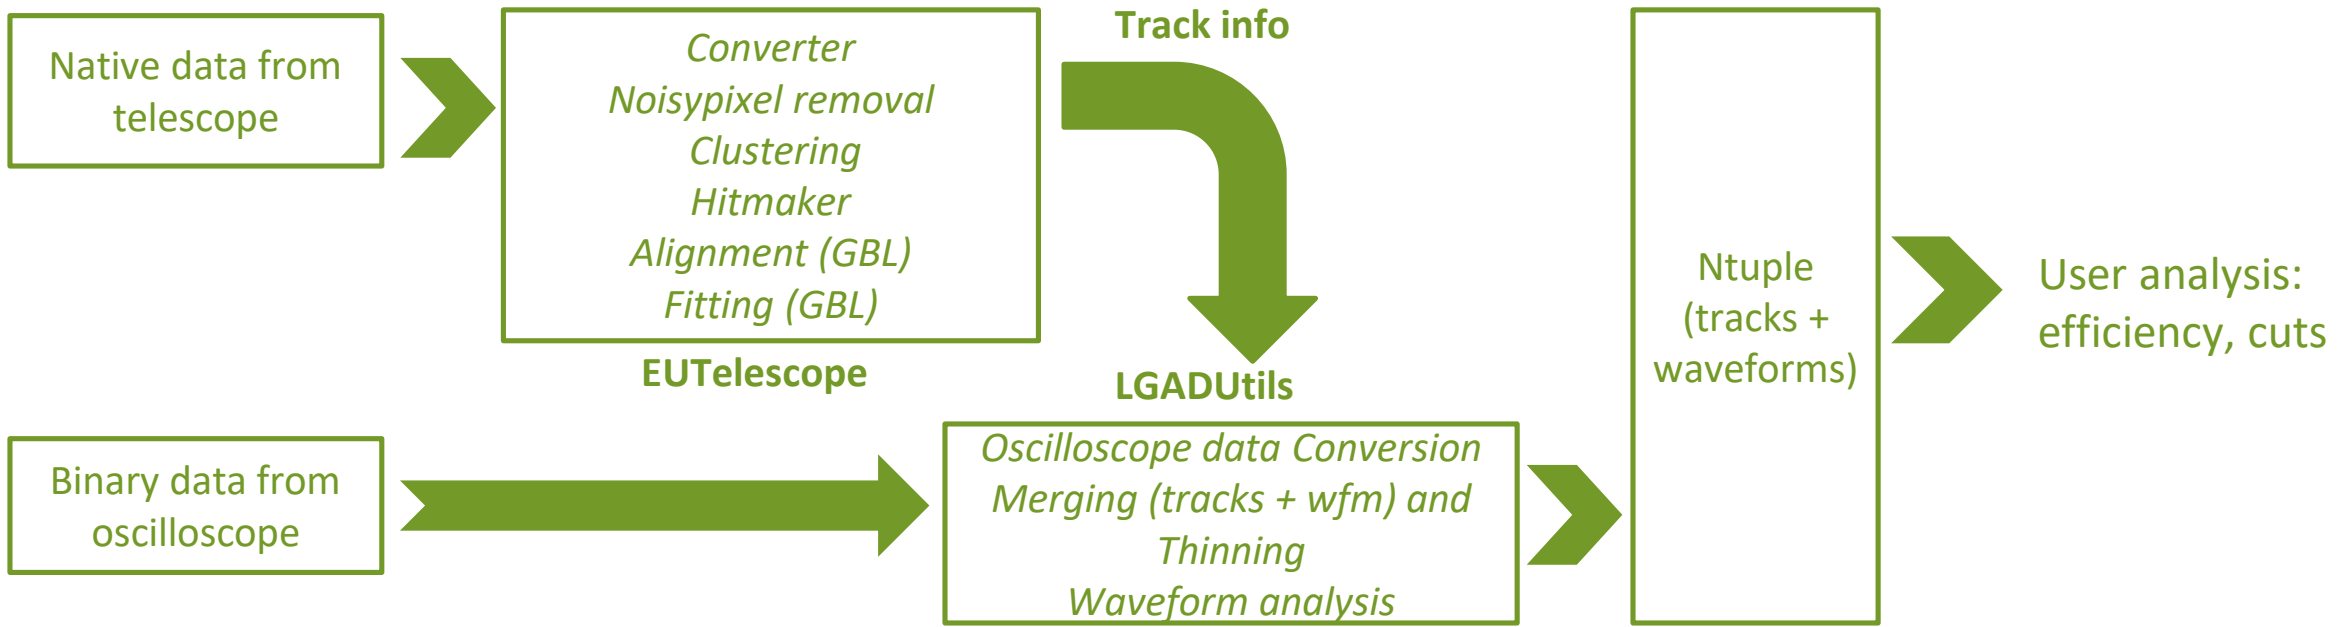 Native data from
telescope
Converter
Noisypixel removal
Clustering
Hitmaker
Alignment (GBL)
Fitting (GBL)
EUTelescope
Track info
Binary data from
oscilloscope
LGADUtils
Oscilloscope data Conversion
Merging (tracks + wfm) and
Thinning
Waveform analysis
Ntuple
(tracks +
waveforms)
User analysis:
efficiency, cuts